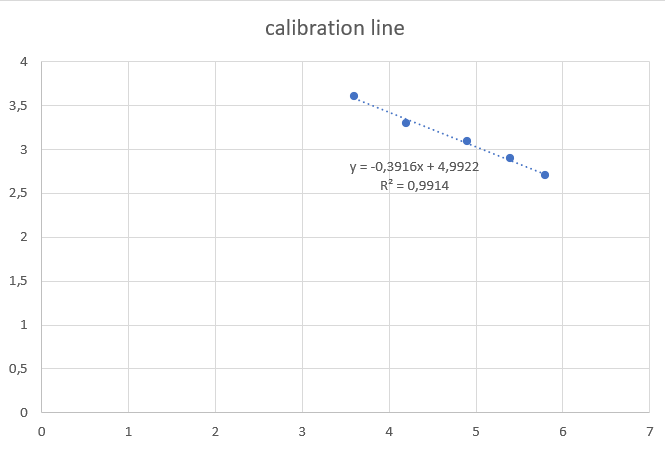 calibration line
4
3,5
3
2,5
2
1,5
1
0,5
0
y = -0,3916x + 4,9922
R² = 0,9914
0 1 2 3 4 5 6 7